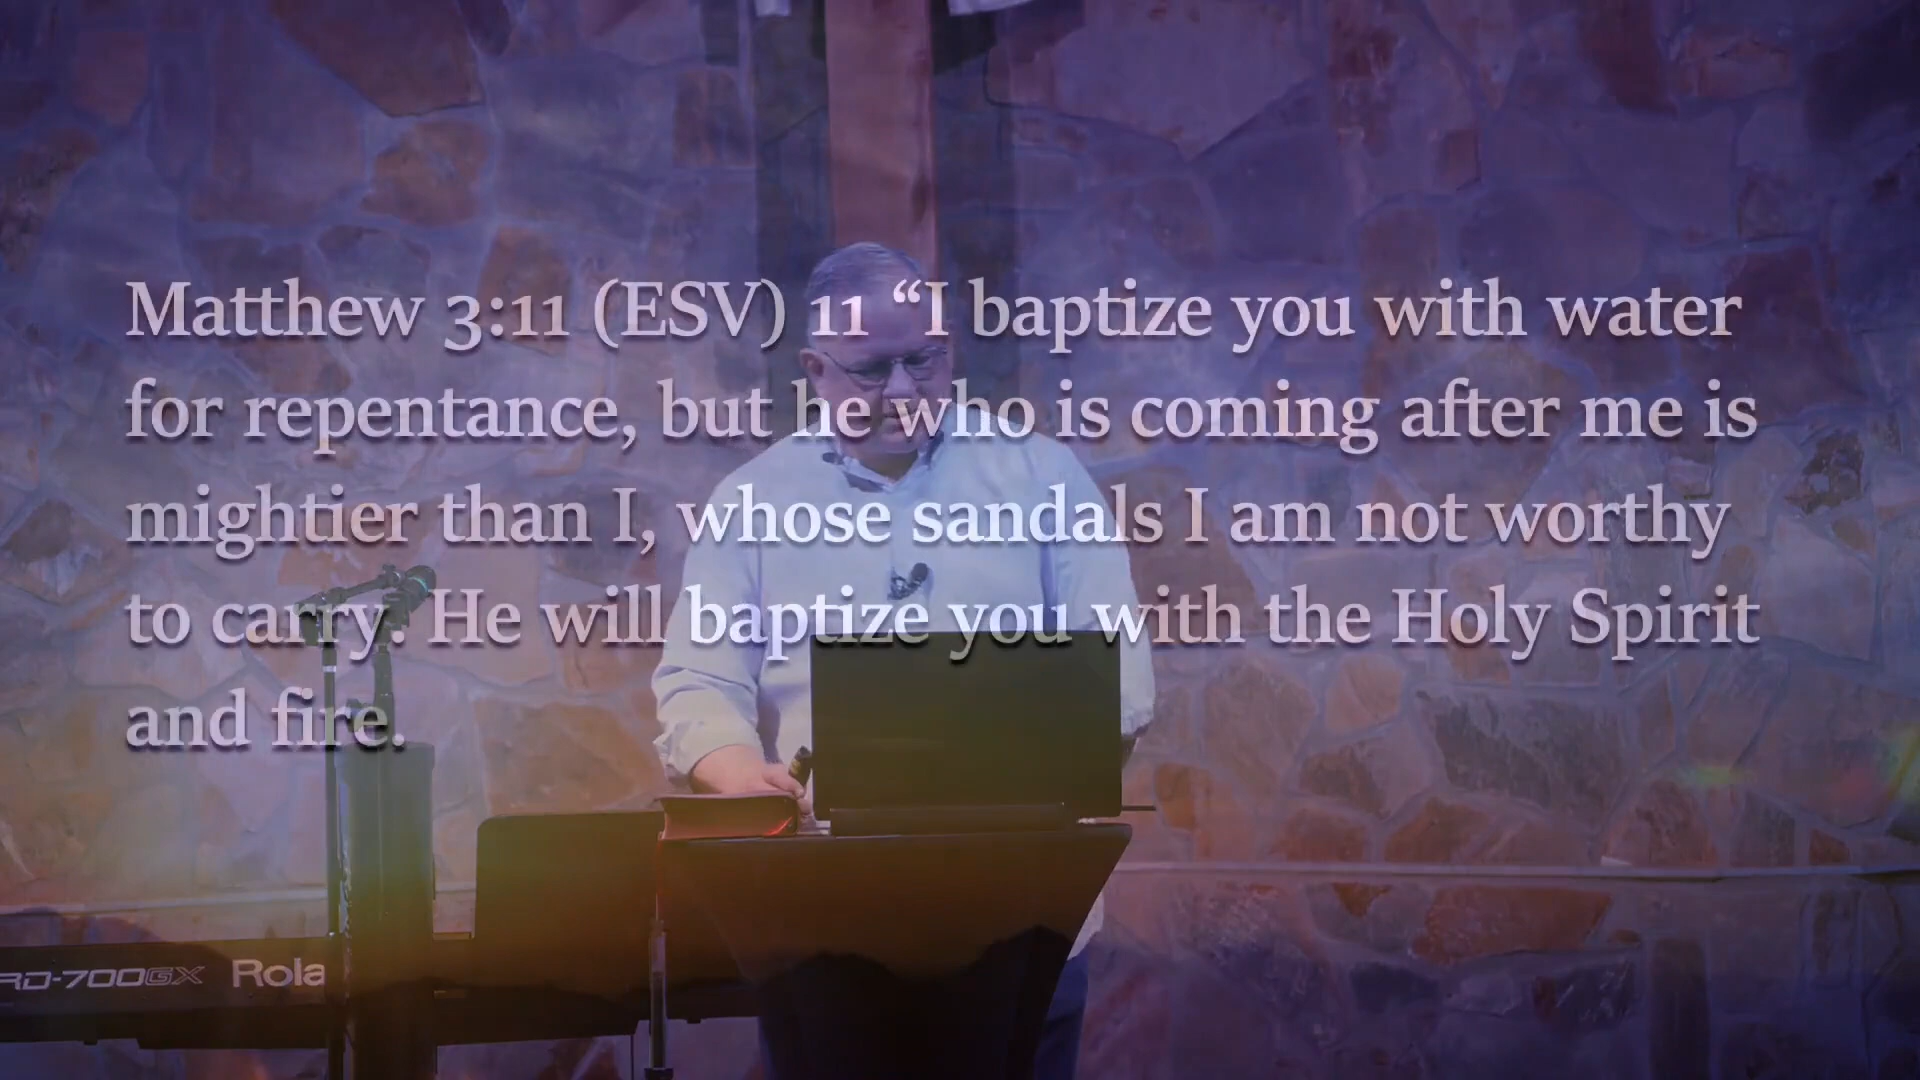 Matthew 3:11 (ESV) 11 “I baptize you with water
for repentance, but he who is coming after me is
mightier than I, whose sandals I am not worthy
to carry. He will baptize you with the Holy Spirit
and fire.
RD-700GX Rola